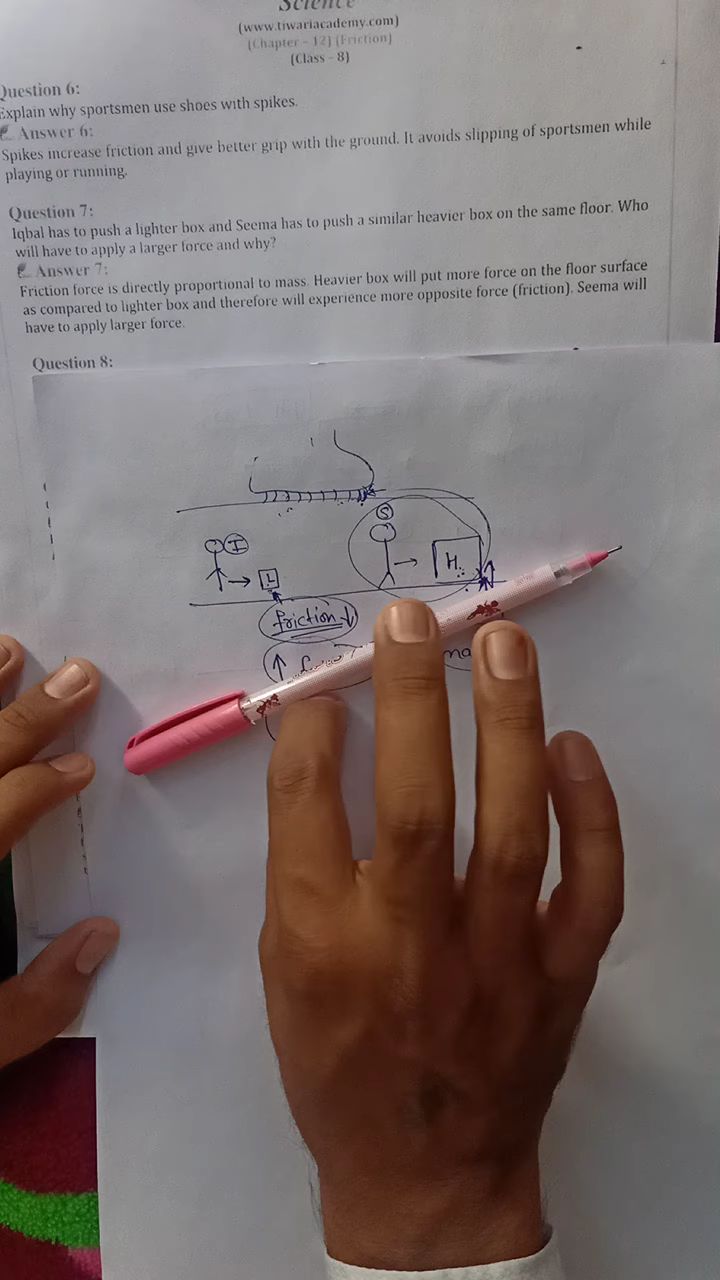 Science
(www.tiwariacademy.com)
(Chapter – 12) (Friction)
(Class – 8)
Question 6:
Explain why sportsmen use shoes with spikes.
Answer 6:
Spikes increase friction and give better grip with the ground. It avoids slipping of sportsmen while
playing or running.
Question 7:
Iqbal has to push a lighter box and Seema has to push a similar heavier box on the same floor. Who
will have to apply a larger force and why?
Answer 7:
Friction force is directly proportional to mass. Heavier box will put more force on the floor surface
as compared to lighter box and therefore will experience more opposite force (friction). Seema will
have to apply larger force.
Question 8:
S
I
H
L
friction ↓
↑
ma